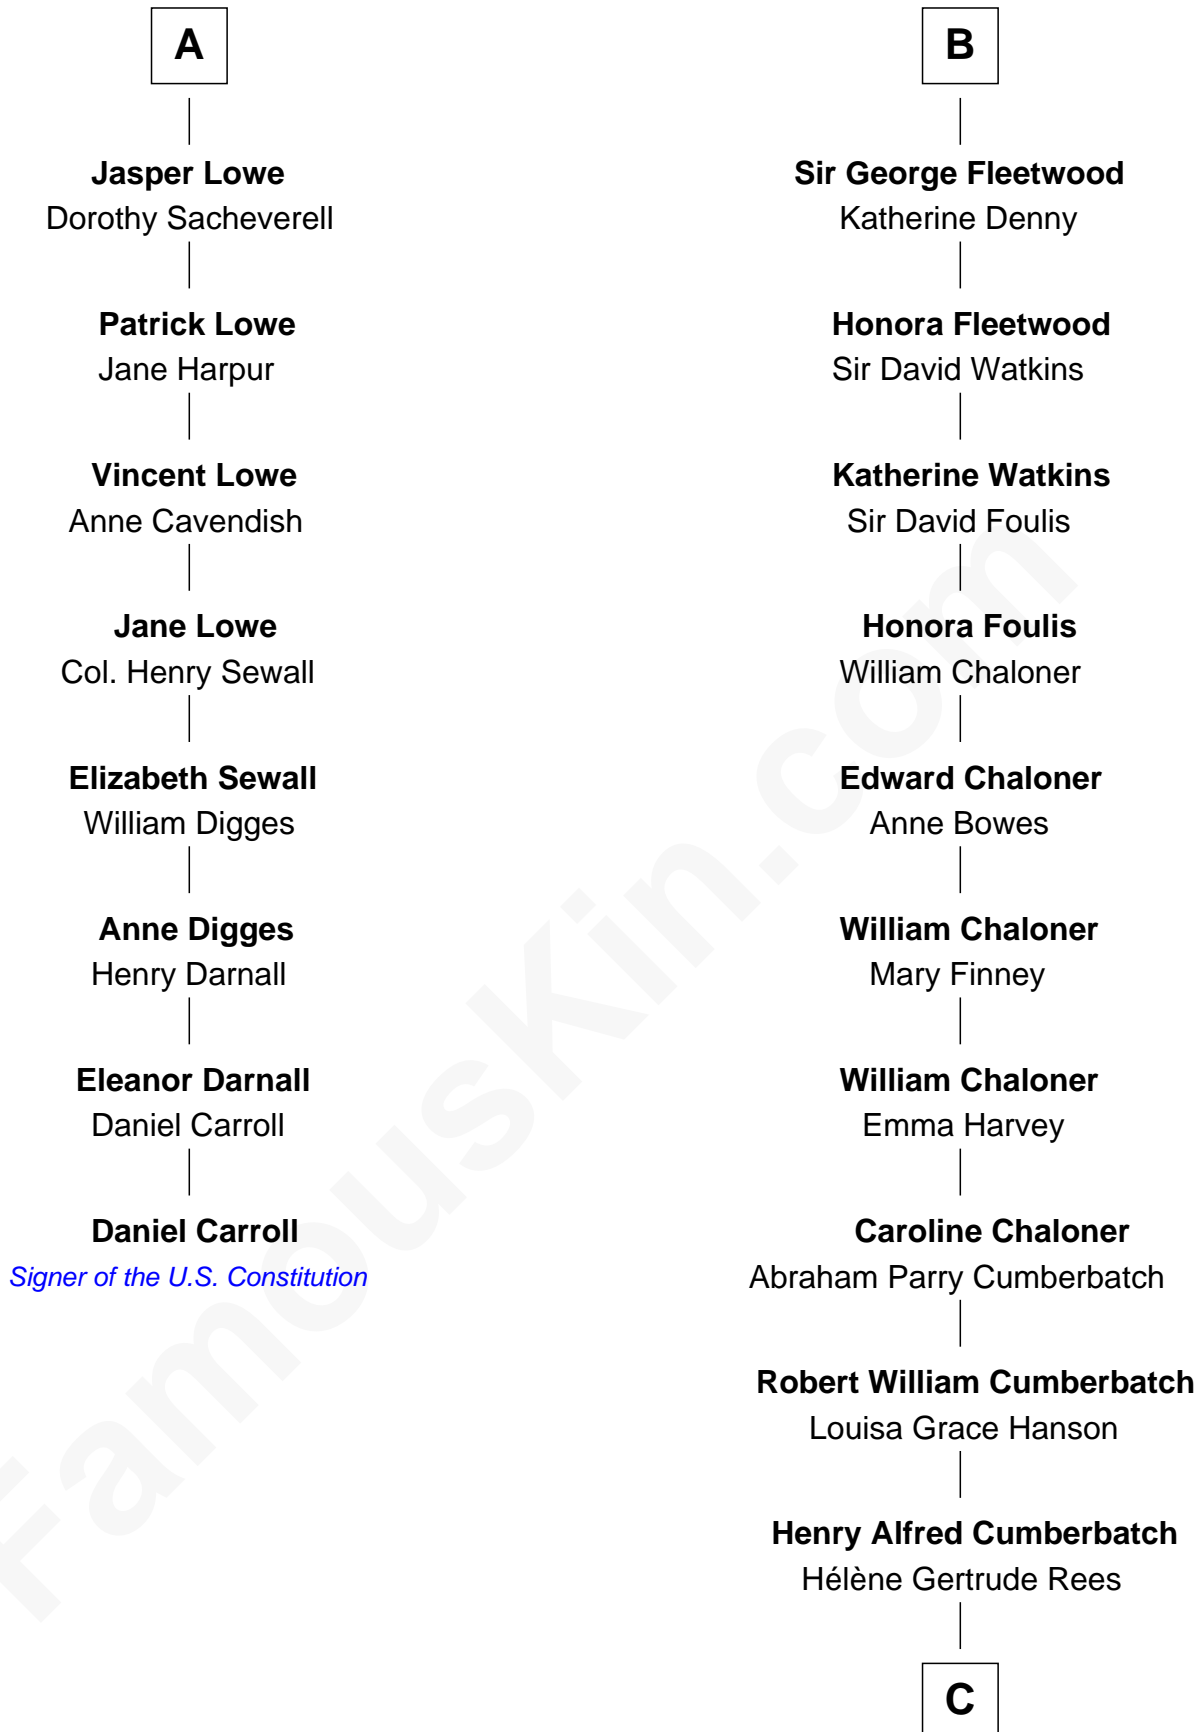 A
Jasper Lowe
Dorothy Sacheverell
Patrick Lowe
Jane Harpur
Vincent Lowe
Anne Cavendish
Jane Lowe
Col. Henry Sewall
Elizabeth Sewall
William Digges
Anne Digges
Henry Darnall
Eleanor Darnall
Daniel Carroll
Daniel Carroll
Signer of the U.S. Constitution
B
Sir George Fleetwood
Katherine Denny
Honora Fleetwood
Sir David Watkins
Katherine Watkins
Sir David Foulis
Honora Foulis
William Chaloner
Edward Chaloner
Anne Bowes
William Chaloner
Mary Finney
William Chaloner
Emma Harvey
Caroline Chaloner
Abraham Parry Cumberbatch
Robert William Cumberbatch
Louisa Grace Hanson
Henry Alfred Cumberbatch
Hélène Gertrude Rees
C
FamousKin.com